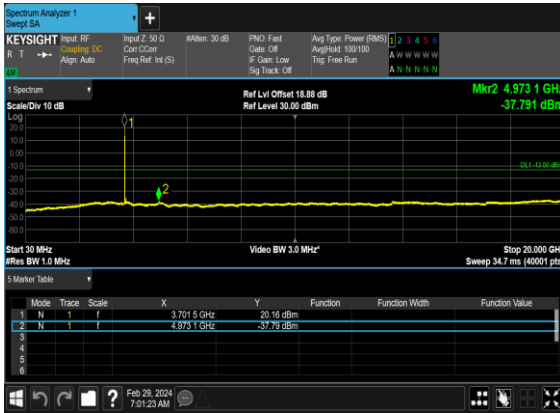 Spectrum Analyzer 1
Swept SA
+
KEYSIGHT Input: RF Input Z: 50 Ω #Atten: 30 dB PNO: Fast Avg Type: Power (RMS) 1 2 3 4 5 6
R T Coupling: DC Corr CCorr Gate: Off Avg|Hold: 100/100 A W W W W W
Align: Auto Freq Ref: Int (S) IF Gain: Low Trig: Free Run
LXI Sig Track: Off A N N N N N
1 Spectrum Ref Lvl Offset 18.88 dB Mkr2 4.973 1 GHz
Scale/Div 10 dB Ref Level 30.00 dBm -37.791 dBm
Log
20.0
10.0
0.00
-10.0
-20.0
-30.0
-40.0
-50.0
-60.0
1
DL1 -13.00 dBm
2
Start 30 MHz Video BW 3.0 MHz* Stop 20.000 GHz
#Res BW 1.0 MHz Sweep 34.7 ms (40001 pts)
5 Marker Table
Mode Trace Scale X Y Function Function Width Function Value
1 N 1 f 3.701 5 GHz 20.16 dBm
2 N 1 f 4.973 1 GHz -37.79 dBm
3
4
5
6
? Feb 29, 2024
7:01:23 AM